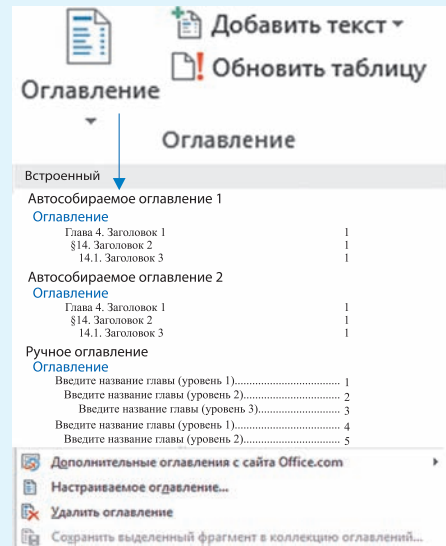 Добавить текст
Обновить таблицу
Оглавление
Оглавление
Встроенный
Автособираемое оглавление 1
Оглавление
Глава 4. Заголовок 1 1
§14. Заголовок 2 1
14.1. Заголовок 3 1
Автособираемое оглавление 2
Оглавление
Глава 4. Заголовок 1 1
§14. Заголовок 2 1
14.1. Заголовок 3 1
Ручное оглавление
Оглавление
Введите название главы (уровень 1)................................... 1
Введите название главы (уровень 2)................................ 2
Введите название главы (уровень 3)........................... 3
Введите название главы (уровень 1)................................... 4
Введите название главы (уровень 2)................................ 5
Дополнительные оглавления с сайта Office.com
Настраиваемое оглавление...
Удалить оглавление
Сохранить выделенный фрагмент в коллекцию оглавлений...